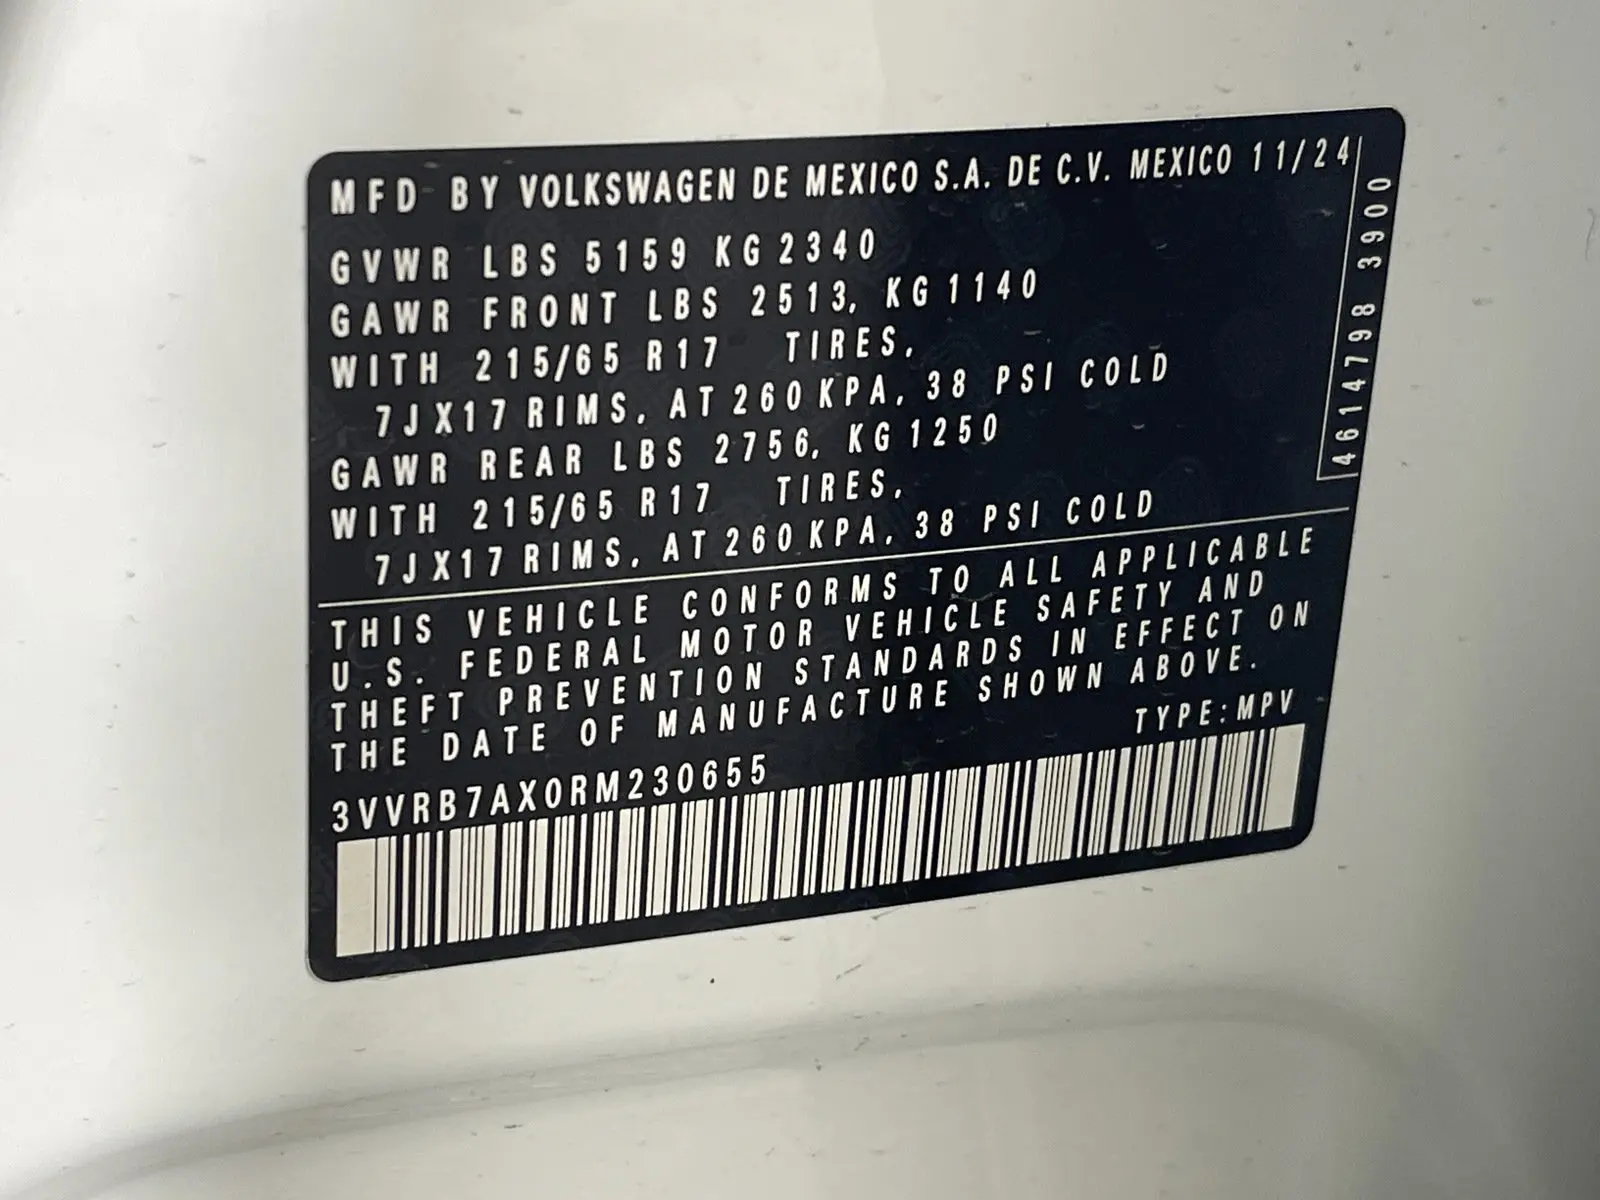 MFD BY VOLKSWAGEN DE MEXICO S.A. DE C.V. MEXICO 11/24
GVWR LBS 5159 KG 2340
GAWR FRONT LBS 2513, KG 1140
WITH 215/65 R17 TIRES,
7JX17 RIMS, AT 260 KPA, 38 PSI COLD
GAWR REAR LBS 2756, KG 1250
WITH 215/65 R17 TIRES,
7JX17 RIMS, AT 260 KPA, 38 PSI COLD
4614798 3900
THIS VEHICLE CONFORMS TO ALL APPLICABLE
U.S. FEDERAL MOTOR VEHICLE SAFETY AND
THEFT PREVENTION STANDARDS IN EFFECT ON
THE DATE OF MANUFACTURE SHOWN ABOVE.
TYPE:MPV
3VVRB7AX0RM230655